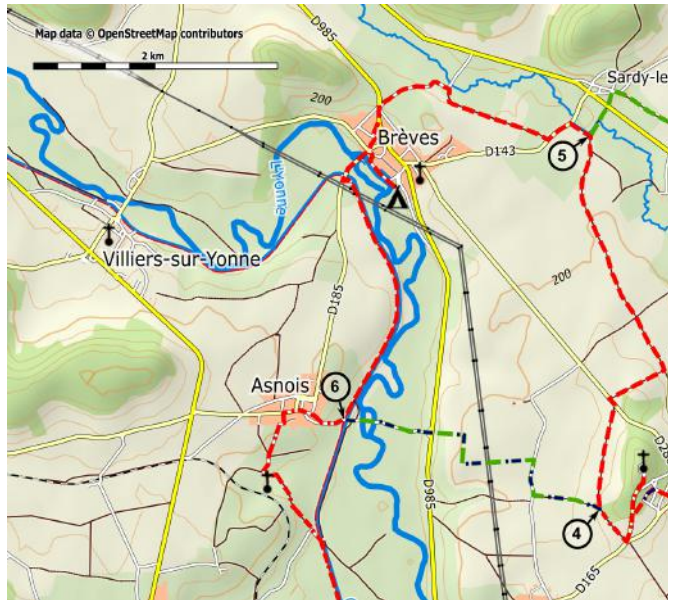 Map data © OpenStreetMap contributors
D985
2 km
Sardy-le
200
Brèves
D143
5
L'Yonne
Villiers-sur-Yonne
200
D185
Asnois
6
D28
D985
4
D165